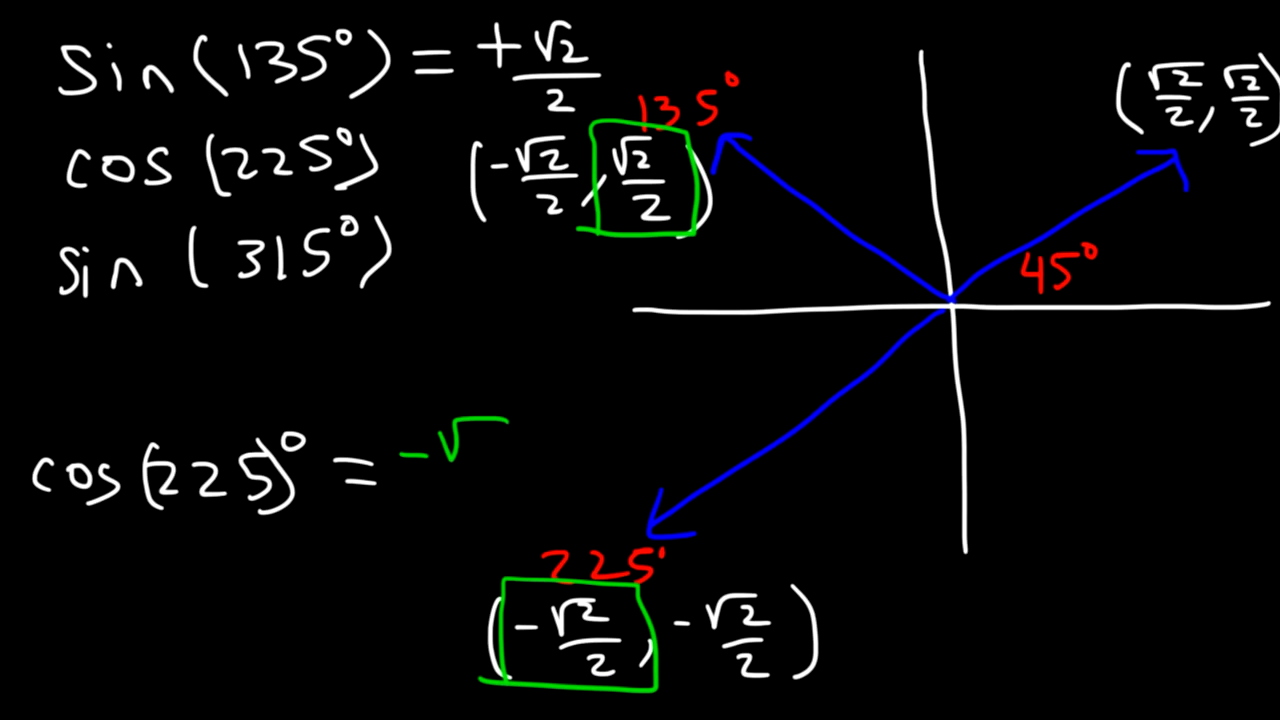 sin(135°) = +√2/2
cos(225°)
sin(315°)
135°
(-√2/2, √2/2)
(√2/2, √2/2)
45°
cos(225)° = -√
225°
(-√2/2, -√2/2)